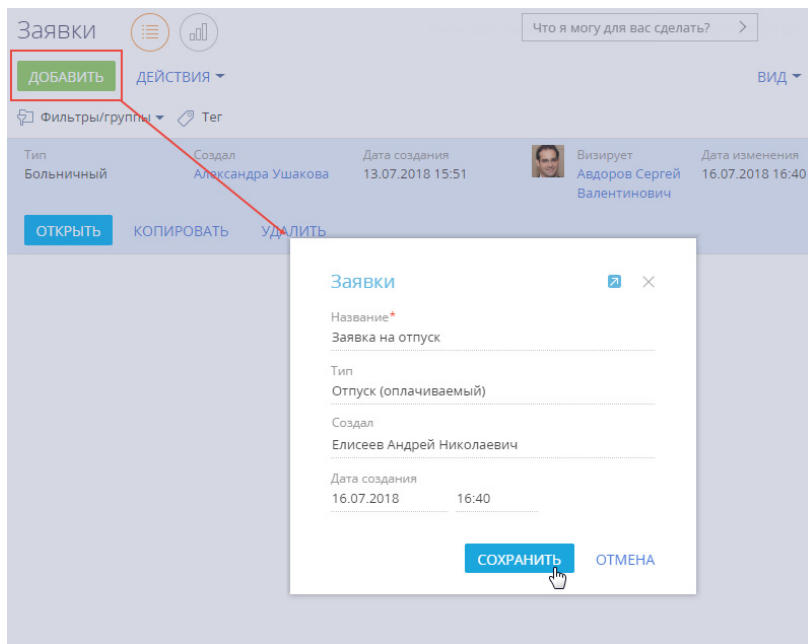 Заявки
Что я могу для вас сделать? >
ДОБАВИТЬ ДЕЙСТВИЯ ВИД
Фильтры/группы Тег
Тип Создал Дата создания Визирует Дата изменения
Больничный Александра Ушакова 13.07.2018 15:51 Авдоров Сергей 16.07.2018 16:40
Валентинович
ОТКРЫТЬ КОПИРОВАТЬ УДАЛИТЬ
Заявки
Название*
Заявка на отпуск
Тип
Отпуск (оплачиваемый)
Создал
Елисеев Андрей Николаевич
Дата создания
16.07.2018 16:40
СОХРАНИТЬ ОТМЕНА